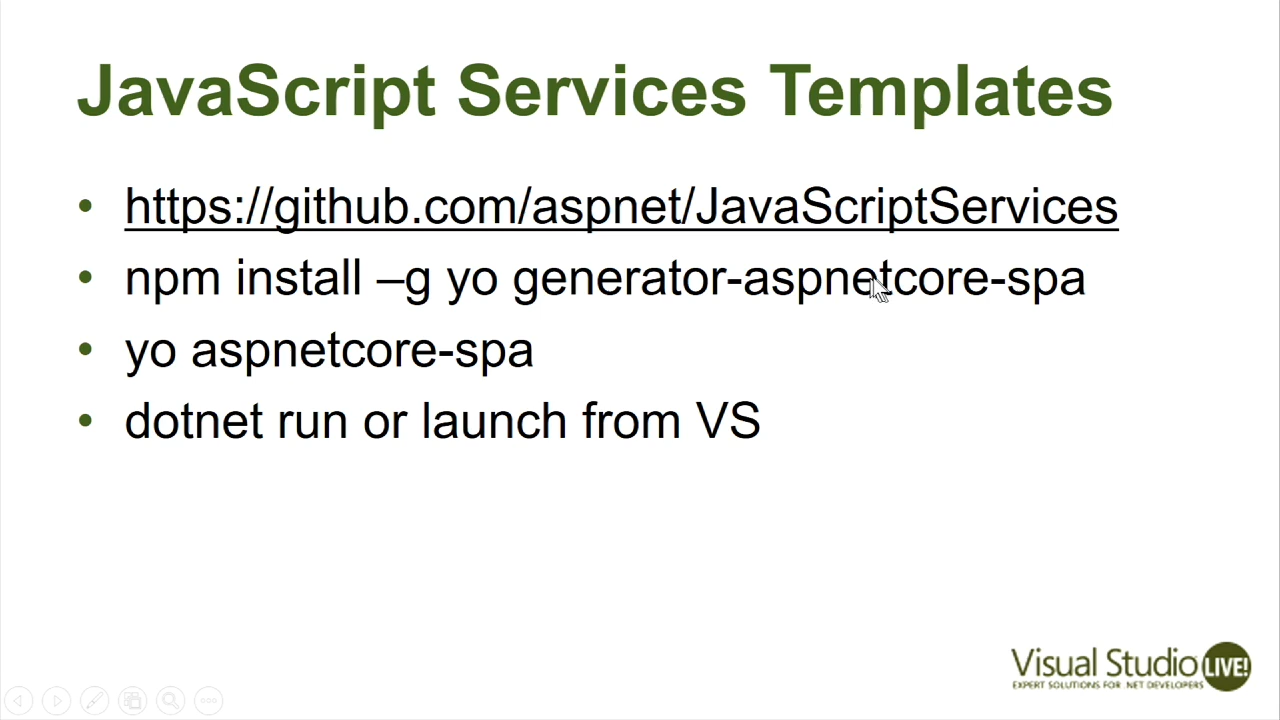 JavaScript Services Templates
• https://github.com/aspnet/JavaScriptServices
• npm install –g yo generator-aspnetcore-spa
• yo aspnetcore-spa
• dotnet run or launch from VS
Visual Studio LIVE!
EXPERT SOLUTIONS FOR .NET DEVELOPERS